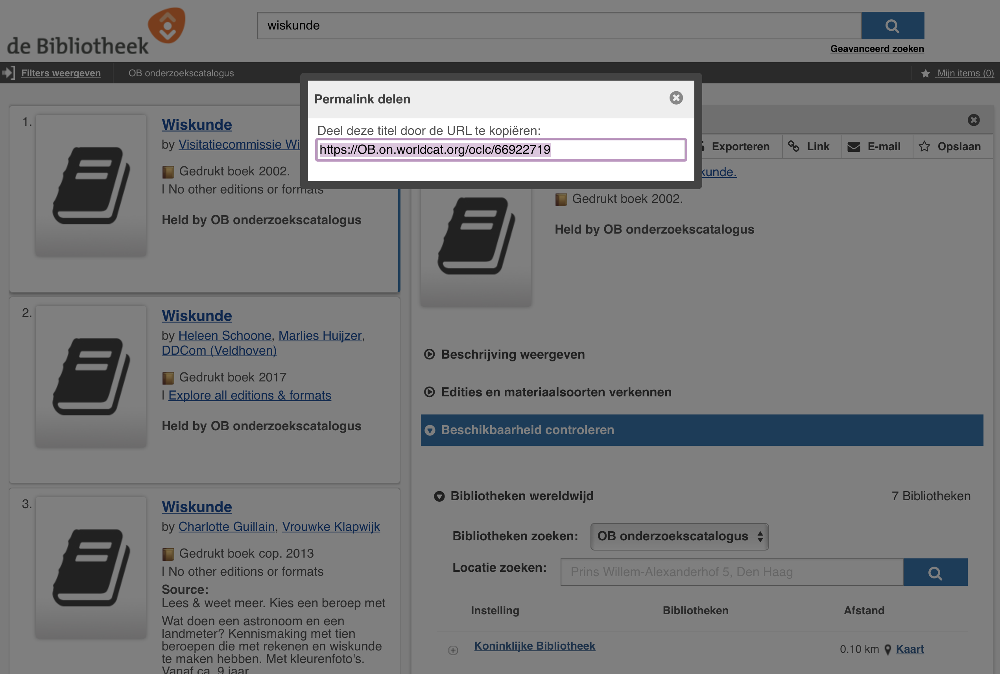 de Bibliotheek
wiskunde
Geavanceerd zoeken
Filters weergeven
OB onderzoekscatalogus
Mijn items (0)
Permalink delen
Deel deze titel door de URL te kopiëren:
https://OB.on.worldcat.org/oclc/66922719
1.
Wiskunde
by Visitatiecommissie Wi
Gedrukt boek 2002.
| No other editions or formats
Held by OB onderzoekscatalogus
2.
Wiskunde
by Heleen Schoone, Marlies Huijzer,
DDCom (Veldhoven)
Gedrukt boek 2017
| Explore all editions & formats
Held by OB onderzoekscatalogus
3.
Wiskunde
by Charlotte Guillain, Vrouwke Klapwijk
Gedrukt boek cop. 2013
| No other editions or formats
Source:
Lees & weet meer. Kies een beroep met
Wat doen een astronoom en een
landmeter? Kennismaking met tien
beroepen die met rekenen en wiskunde
te maken hebben. Met kleurenfoto's.
Vanaf ca. 9 jaar
Exporteren
Link
E-mail
Opslaan
kunde.
Gedrukt boek 2002.
Held by OB onderzoekscatalogus
Beschrijving weergeven
Edities en materiaalsoorten verkennen
Beschikbaarheid controleren
Bibliotheken wereldwijd
7 Bibliotheken
Bibliotheken zoeken: OB onderzoekscatalogus
Locatie zoeken: Prins Willem-Alexanderhof 5, Den Haag
Instelling Bibliotheken Afstand
Koninklijke Bibliotheek 0.10 km Kaart